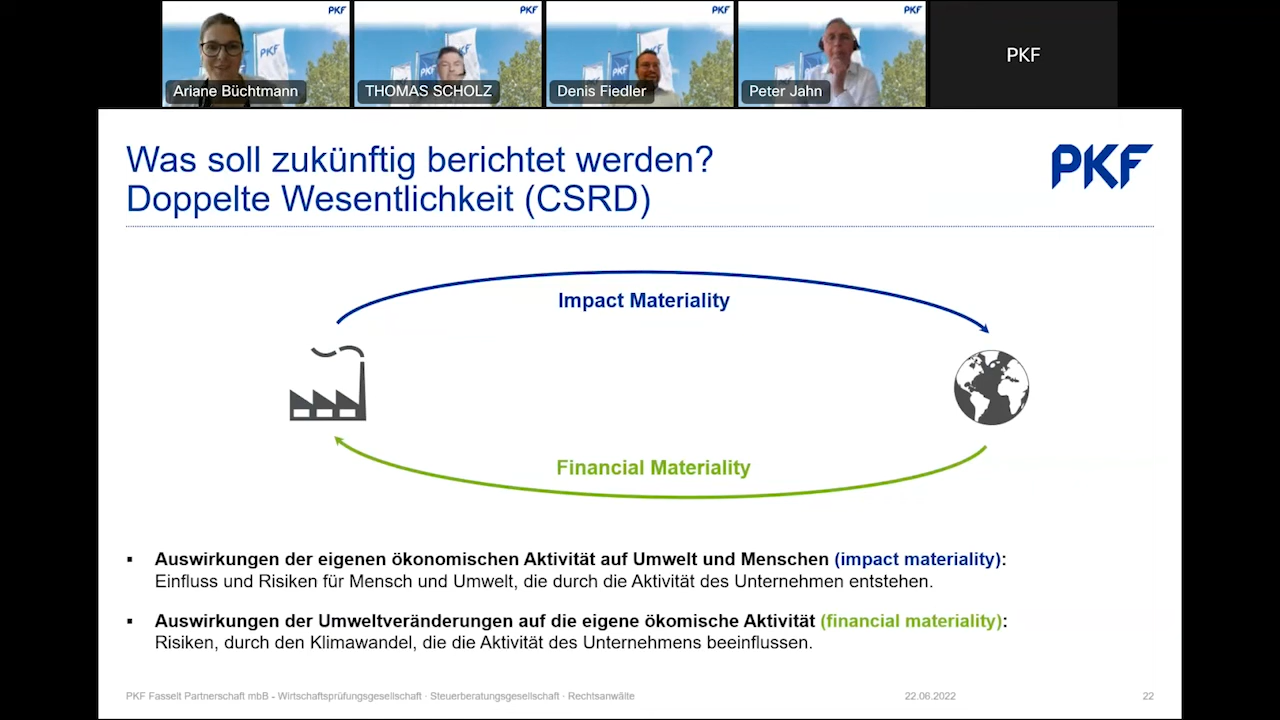 PKF
PKF
PKF
PKF
PKF
PKF
PKF
Ariane Büchtmann
THOMAS SCHOLZ
Denis Fiedler
Peter Jahn
PKF
Was soll zukünftig berichtet werden?
Doppelte Wesentlichkeit (CSRD)
PKF
Impact Materiality
Financial Materiality
▪ Auswirkungen der eigenen ökonomischen Aktivität auf Umwelt und Menschen (impact materiality):
Einfluss und Risiken für Mensch und Umwelt, die durch die Aktivität des Unternehmen entstehen.
▪ Auswirkungen der Umweltveränderungen auf die eigene ökomische Aktivität (financial materiality):
Risiken, durch den Klimawandel, die die Aktivität des Unternehmens beeinflussen.
PKF Fasselt Partnerschaft mbB - Wirtschaftsprüfungsgesellschaft · Steuerberatungsgesellschaft · Rechtsanwälte 22.06.2022 22